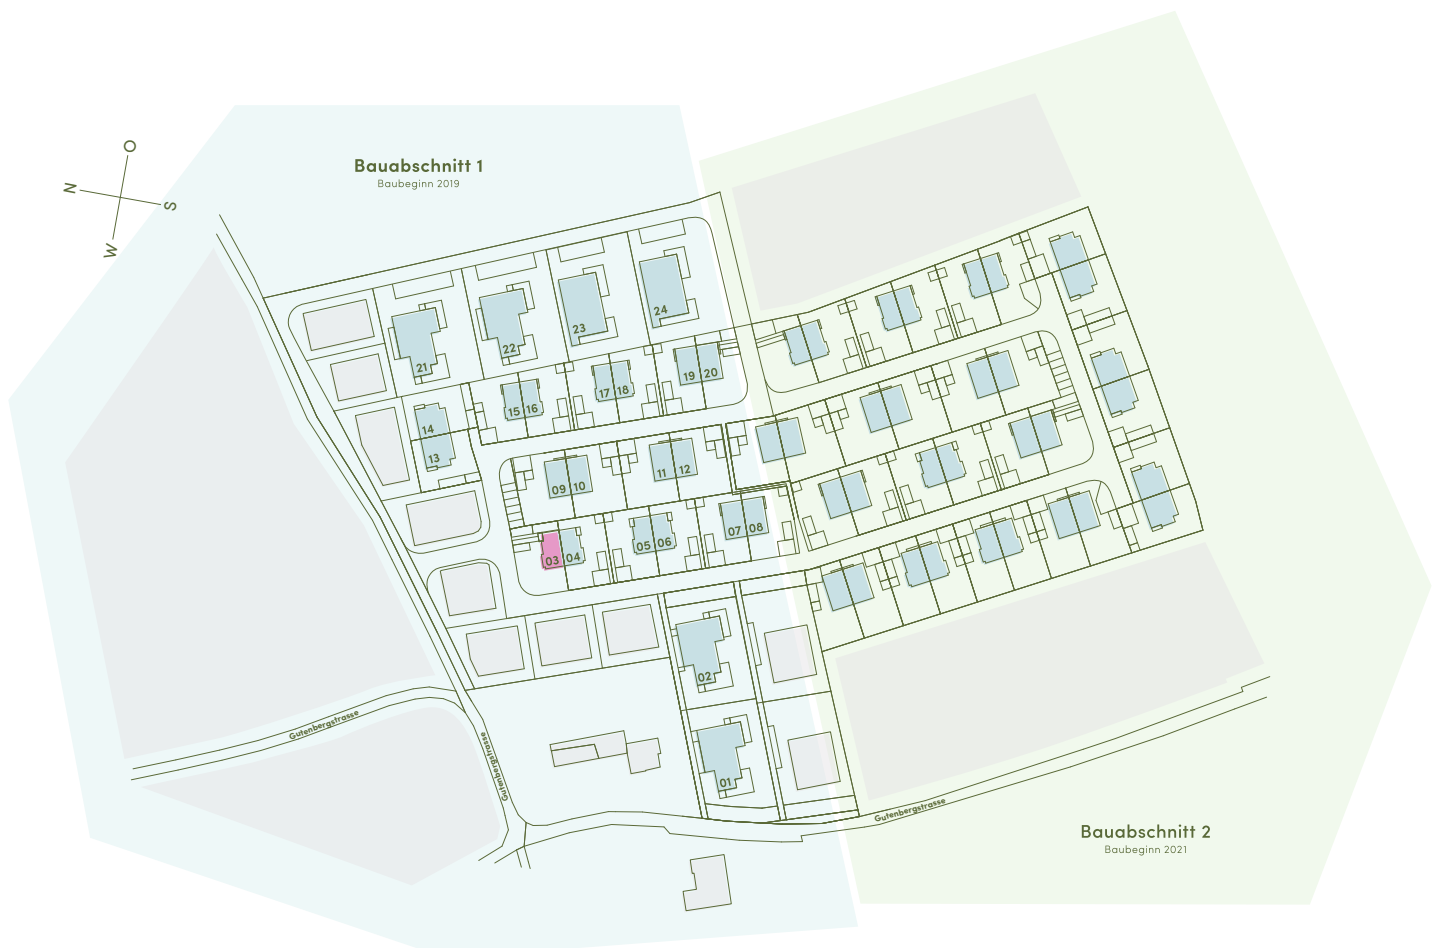 O
Bauabschnitt 1
Baubeginn 2019
N
S
W
24
23
22
21
19 20
17 18
15 16
14
13
11 12
09 10
07 08
05 06
03 04
02
01
Gutenbergstrasse
Gutenbergstrasse
Gutenbergstrasse
Bauabschnitt 2
Baubeginn 2021